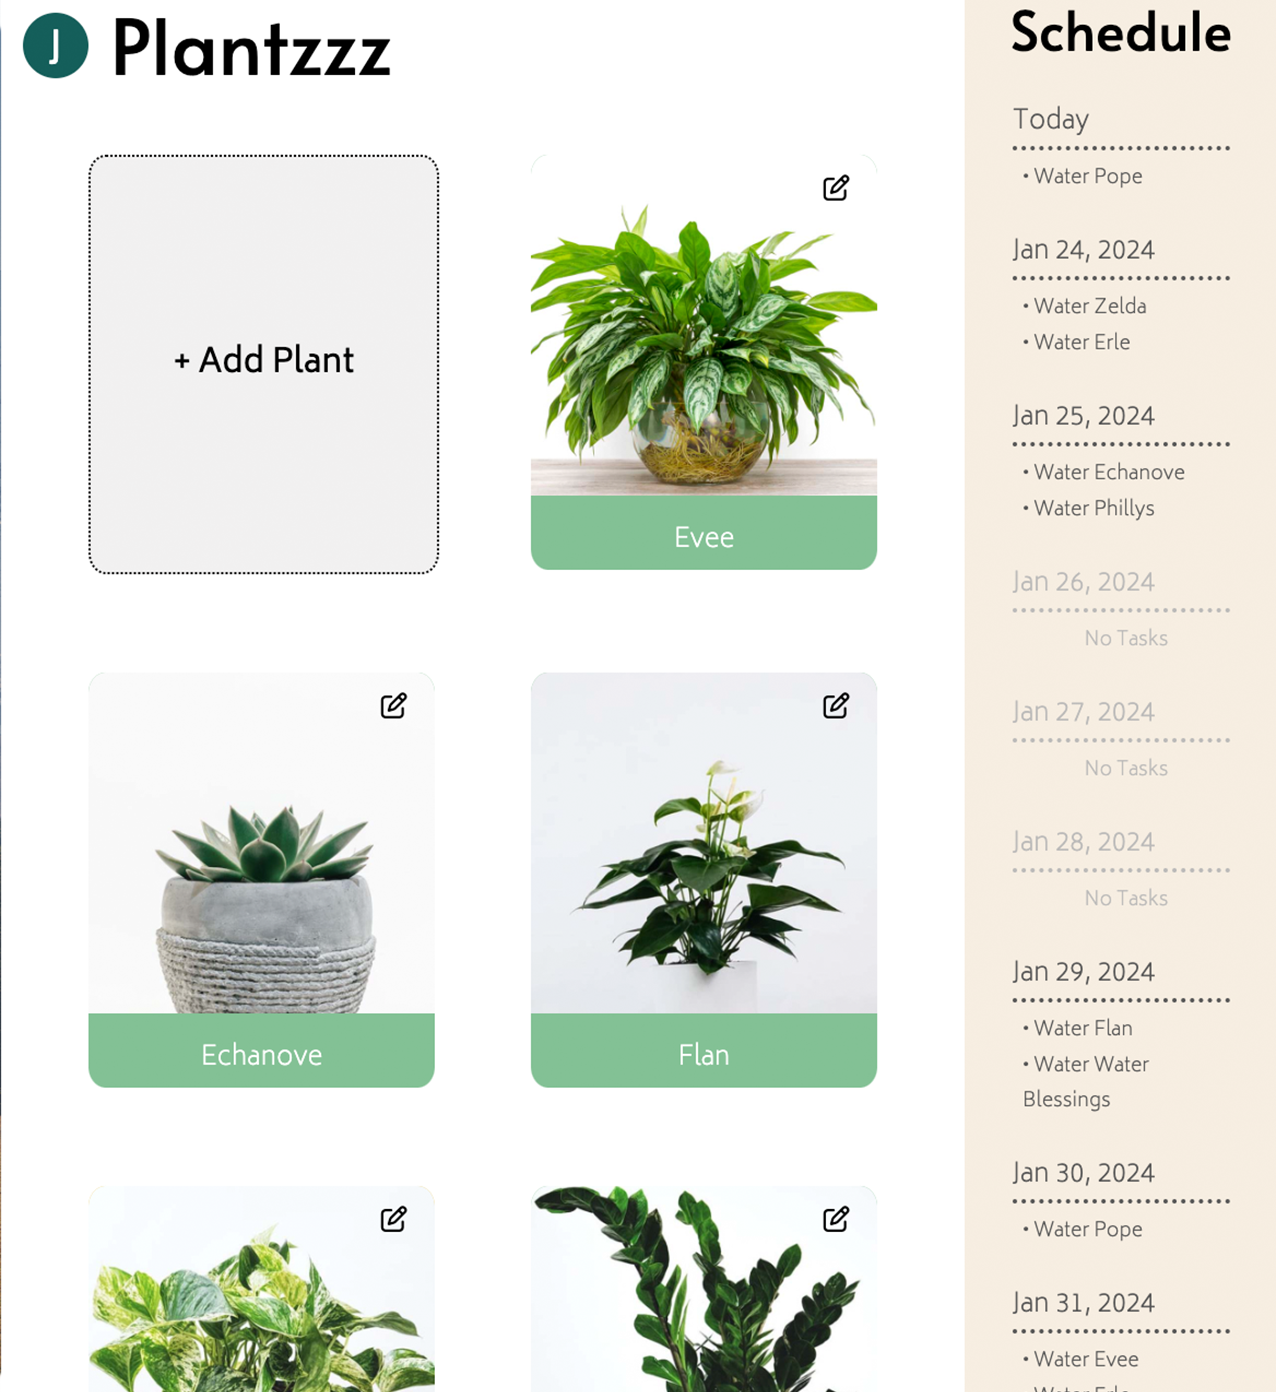 J
Plantzzz
+ Add Plant
Evee
Echanove
Flan
Schedule
Today
• Water Pope
Jan 24, 2024
• Water Zelda
• Water Erle
Jan 25, 2024
• Water Echanove
• Water Phillys
Jan 26, 2024
No Tasks
Jan 27, 2024
No Tasks
Jan 28, 2024
No Tasks
Jan 29, 2024
• Water Flan
• Water Water
Blessings
Jan 30, 2024
• Water Pope
Jan 31, 2024
• Water Evee